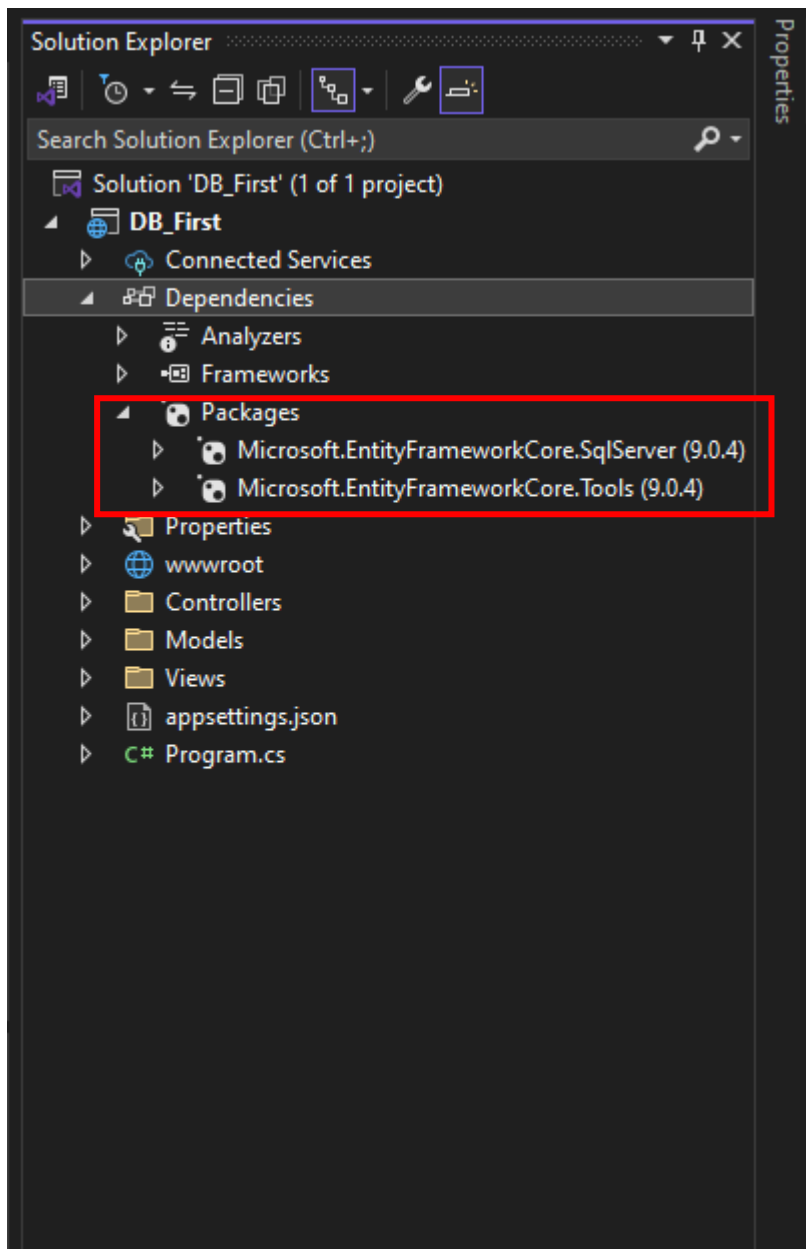 Solution Explorer
Properties
Search Solution Explorer (Ctrl+;)
Solution 'DB_First' (1 of 1 project)
DB_First
Connected Services
Dependencies
Analyzers
Frameworks
Packages
Microsoft.EntityFrameworkCore.SqlServer (9.0.4)
Microsoft.EntityFrameworkCore.Tools (9.0.4)
Properties
wwwroot
Controllers
Models
Views
appsettings.json
C# Program.cs